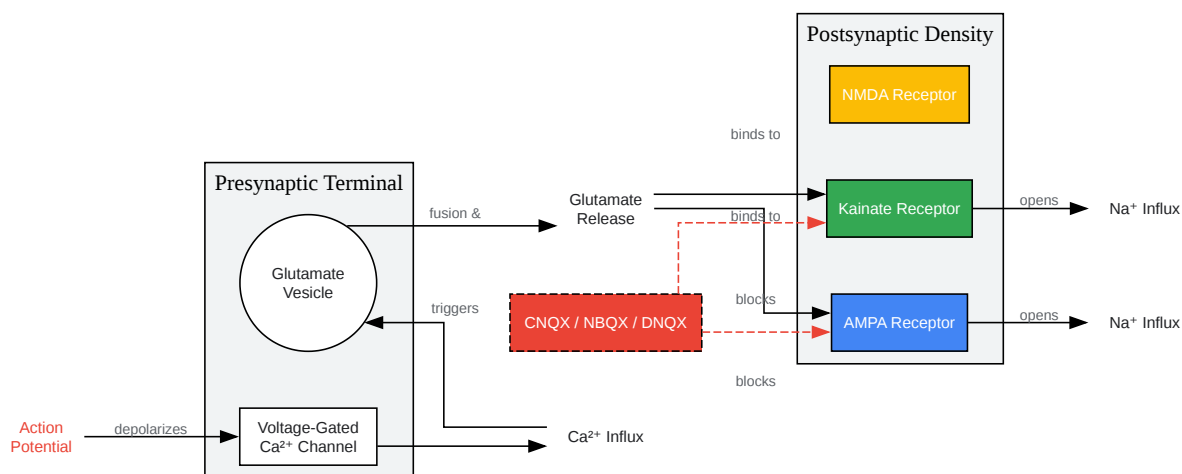 Postsynaptic Density
NMDA Receptor
binds to
Presynaptic Terminal
Glutamate
Release
fusion &
Kainate Receptor
opens
Na⁺ Influx
binds to
Glutamate
Vesicle
triggers
blocks
CNQX / NBQX / DNQX
AMPA Receptor
opens
Na⁺ Influx
blocks
Action
Potential
depolarizes
Voltage-Gated
Ca²⁺ Channel
Ca²⁺ Influx